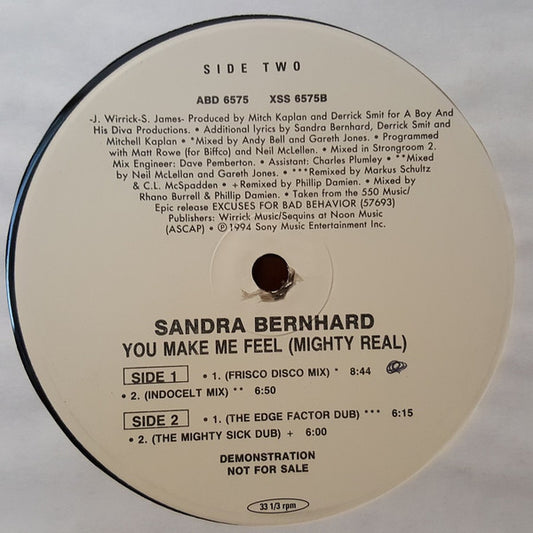 SIDE TWO
ABD 6575 XSS 6575B
-J. Wirrick-S. James- Produced by Mitch Kaplan and Derrick Smit for A Boy And
His Diva Productions. • Additional lyrics by Sandra Bernhard, Derrick Smit and
Mitchell Kaplan • *Mixed by Andy Bell and Gareth Jones. • Programmed
with Matt Rowe (for Biffco) and Neil McLellen. • Mixed in Strongroom 2.
Mix Engineer: Dave Pemberton. • Assistant: Charles Plumley • **Mixed
by Neil McLellan and Gareth Jones. • ***Remixed by Markus Schultz
& C.L. McSpadden • +Remixed by Phillip Damien. • Mixed by
Rhano Burrell & Phillip Damien. • Taken from the 550 Music/
Epic release EXCUSES FOR BAD BEHAVIOR (57693)
Publishers: Wirrick Music/Sequins at Noon Music
(ASCAP) • ℗ 1994 Sony Music Entertainment Inc.
SANDRA BERNHARD
YOU MAKE ME FEEL (MIGHTY REAL)
SIDE 1 • 1. (FRISCO DISCO MIX) * 8:44
• 2. (INDOCELT MIX) ** 6:50
SIDE 2 • 1. (THE EDGE FACTOR DUB) *** 6:15
• 2. (THE MIGHTY SICK DUB) + 6:00
DEMONSTRATION
NOT FOR SALE
33 1/3 rpm